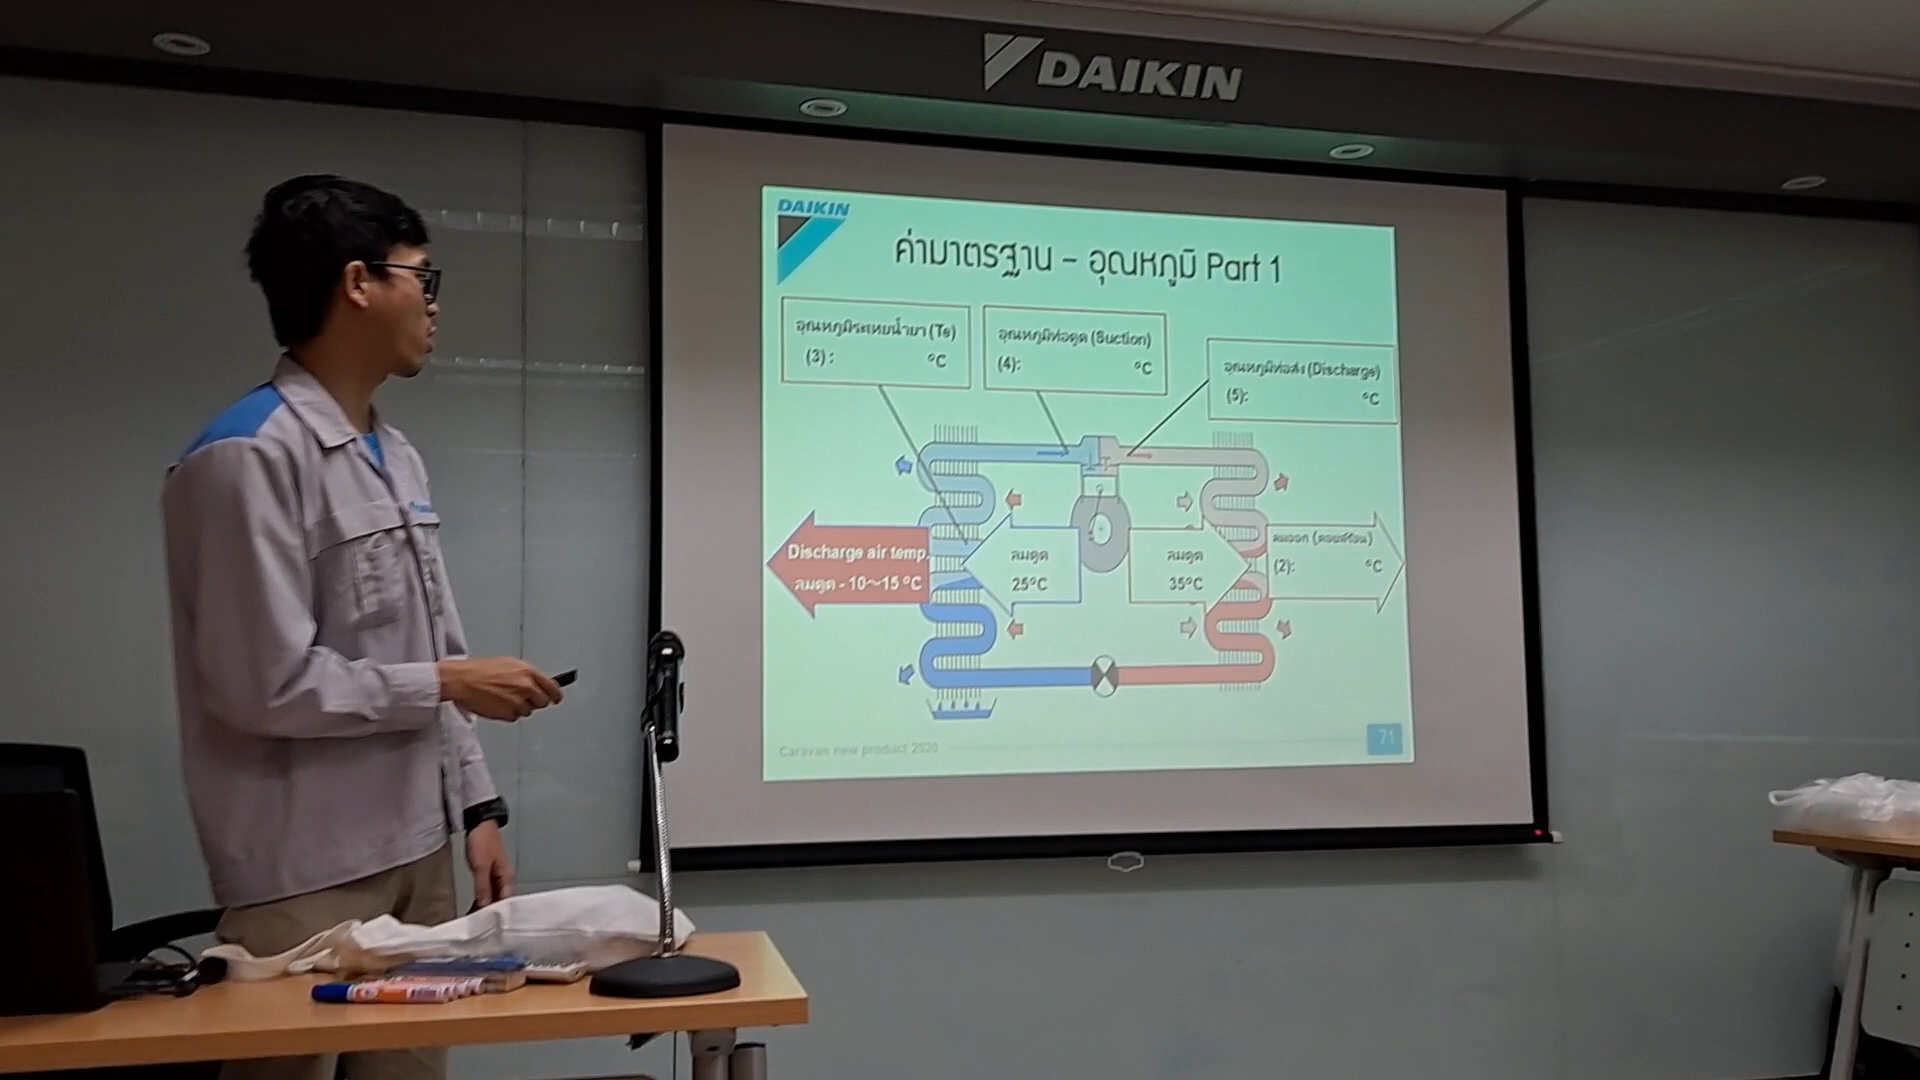 DAIKIN
DAIKIN
ค่ามาตรฐาน - อุณหภูมิ Part 1
อุณหภูมิระเหยน้ำยา (Te)
(3) : °C
อุณหภูมิท่อดูด (Suction)
(4): °C
อุณหภูมิท่อส่ง (Discharge)
(5): °C
Discharge air temp.
ลมดูด - 10～15 °C
ลมดูด
25°C
ลมดูด
35°C
ลมออก (คอยล์ร้อน)
(2): °C
Caravan new product 2020
71